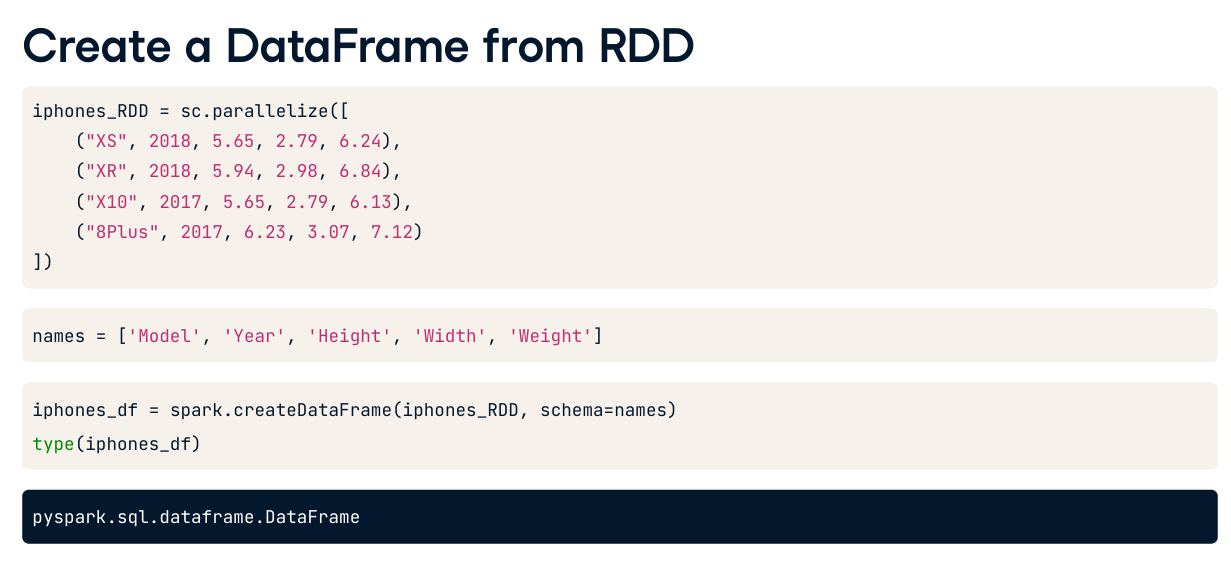 Create a DataFrame from RDD
iphones_RDD = sc.parallelize([
    ("XS", 2018, 5.65, 2.79, 6.24),
    ("XR", 2018, 5.94, 2.98, 6.84),
    ("X10", 2017, 5.65, 2.79, 6.13),
    ("8Plus", 2017, 6.23, 3.07, 7.12)
])
names = ['Model', 'Year', 'Height', 'Width', 'Weight']
iphones_df = spark.createDataFrame(iphones_RDD, schema=names)
type(iphones_df)
pyspark.sql.dataframe.DataFrame